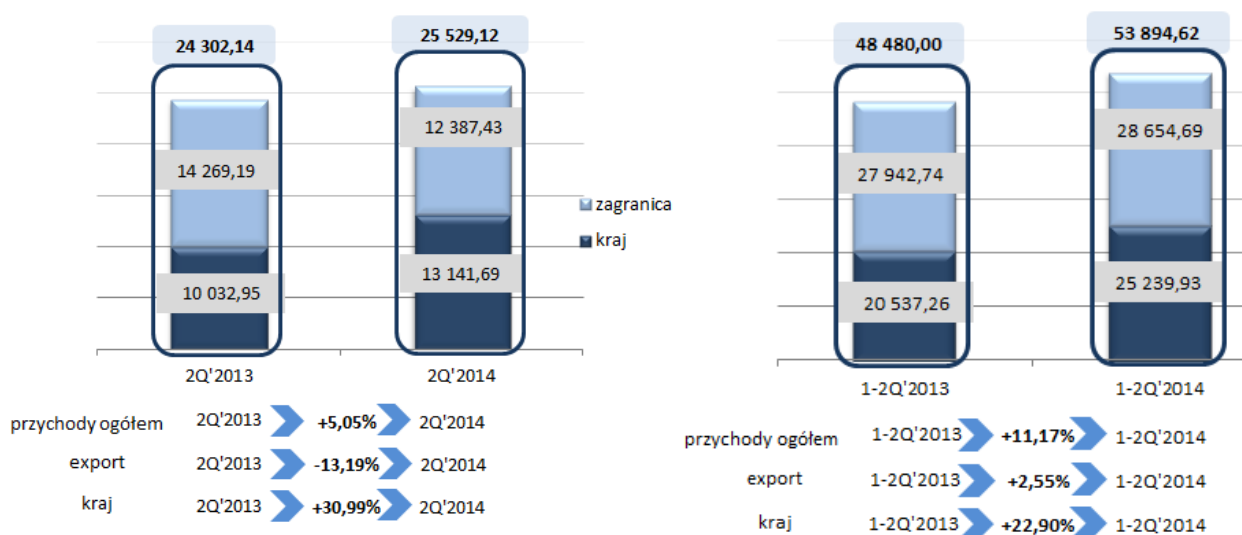 24 302,14
25 529,12
14 269,19
12 387,43
10 032,95
13 141,69
2Q'2013
2Q'2014
zagranica
kraj
przychody ogółem 2Q'2013 +5,05% 2Q'2014
export 2Q'2013 -13,19% 2Q'2014
kraj 2Q'2013 +30,99% 2Q'2014
48 480,00
53 894,62
27 942,74
28 654,69
20 537,26
25 239,93
1-2Q'2013
1-2Q'2014
przychody ogółem 1-2Q'2013 +11,17% 1-2Q'2014
export 1-2Q'2013 +2,55% 1-2Q'2014
kraj 1-2Q'2013 +22,90% 1-2Q'2014